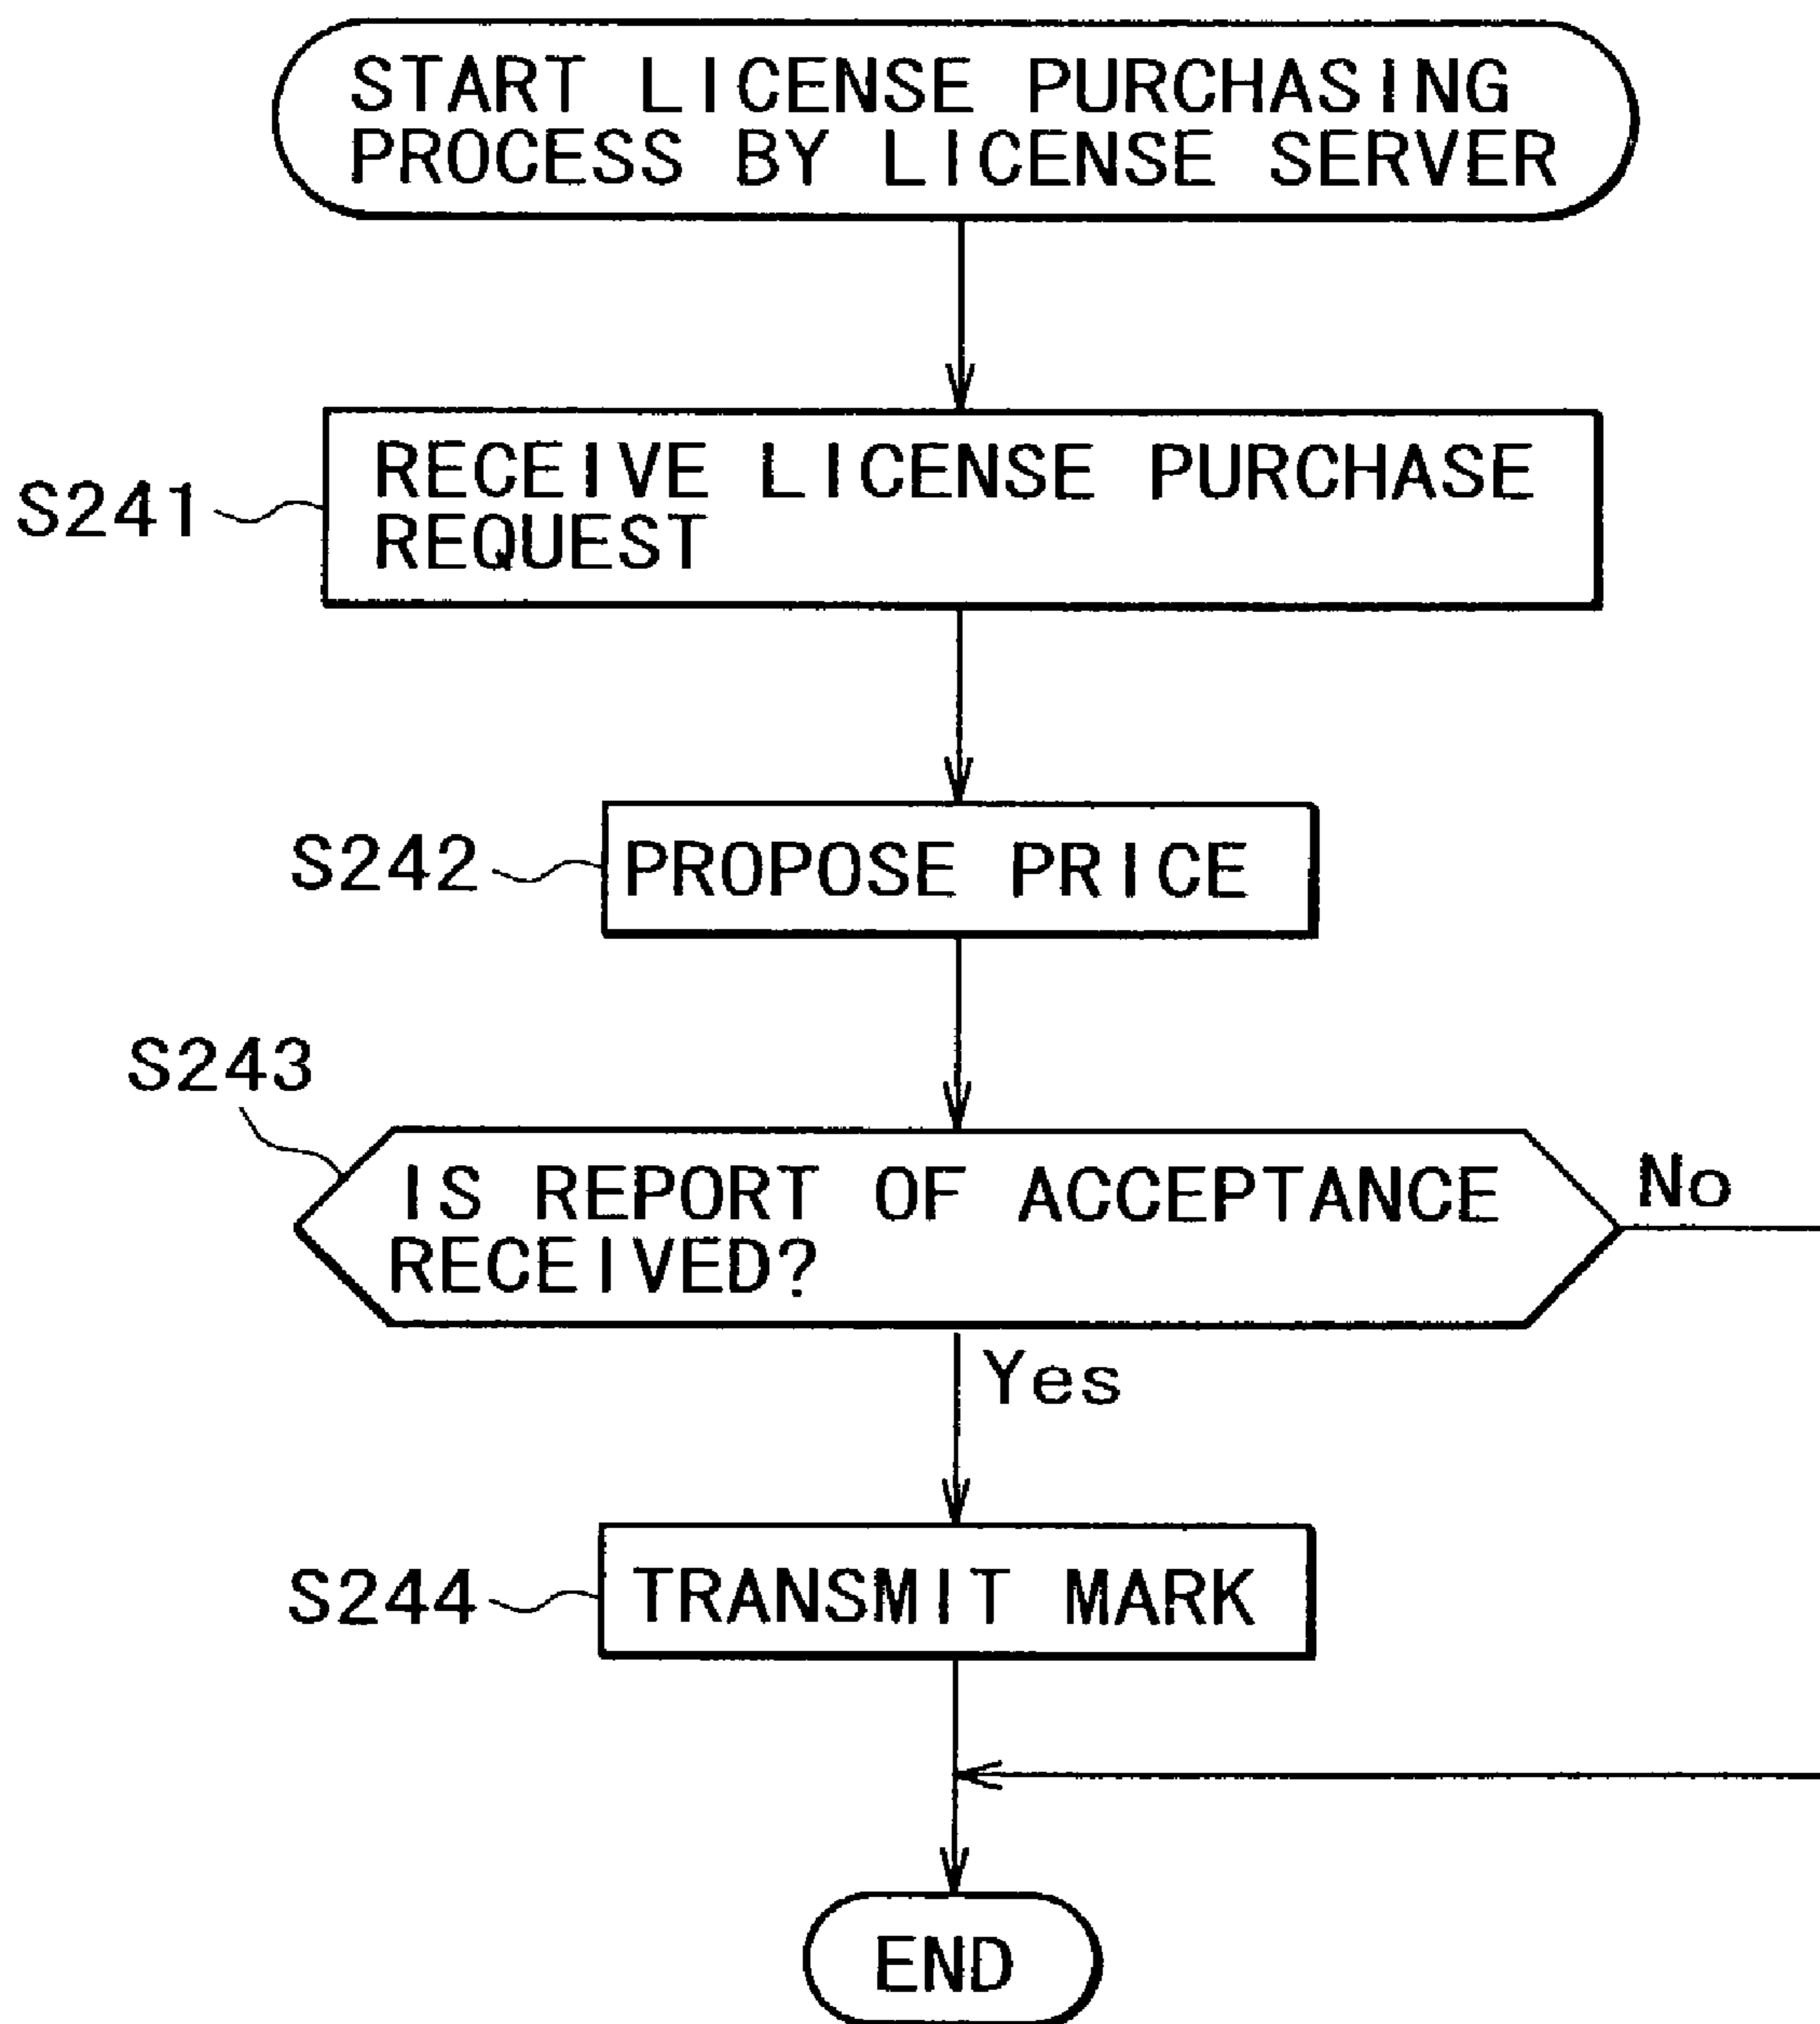 START LICENSE PURCHASING
PROCESS BY LICENSE SERVER
S241
RECEIVE LICENSE PURCHASE
REQUEST
S242
PROPOSE PRICE
S243
IS REPORT OF ACCEPTANCE
RECEIVED?
No
Yes
S244
TRANSMIT MARK
END